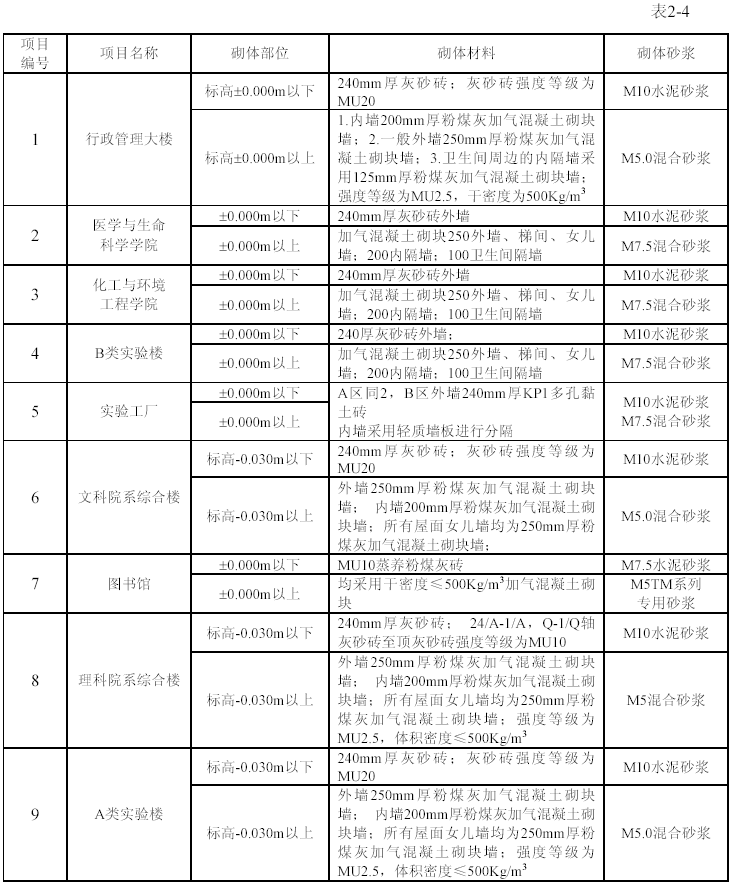 表2-4
项目
编号
项目名称
砌体部位
砌体材料
砌体砂浆
1
行政管理大楼
标高±0.000m以下
240mm厚灰砂砖；灰砂砖强度等级为
MU20
M10水泥砂浆
标高±0.000m以上
1.内墙200mm厚粉煤灰加气混凝土砌块
墙；2.一般外墙250mm厚粉煤灰加气混
凝土砌块墙；3.卫生间周边的内隔墙采
用125mm厚粉煤灰加气混凝土砌块墙；
强度等级为MU2.5，干密度为500Kg/m³
M5.0混合砂浆
2
医学与生命
科学学院
±0.000m以下
240mm厚灰砂砖外墙
M10水泥砂浆
±0.000m以上
加气混凝土砌块250外墙、梯间、女儿
墙；200内隔墙；100卫生间隔墙
M7.5混合砂浆
3
化工与环境
工程学院
±0.000m以下
240mm厚灰砂砖外墙
M10水泥砂浆
±0.000m以上
加气混凝土砌块250外墙、梯间、女儿
墙；200内隔墙；100卫生间隔墙
M7.5混合砂浆
4
B类实验楼
±0.000m以下
240厚灰砂砖外墙；
M10水泥砂浆
±0.000m以上
加气混凝土砌块250外墙、梯间、女儿
墙；200内隔墙；100卫生间隔墙
M7.5混合砂浆
5
实验工厂
±0.000m以下
±0.000m以上
A区同2，B区外墙240mm厚KP1多孔黏
土砖
内墙采用轻质墙板进行分隔
M10水泥砂浆
M7.5混合砂浆
6
文科院系综合楼
标高-0.030m以下
240mm厚灰砂砖；灰砂砖强度等级为
MU20
M10水泥砂浆
标高-0.030m以上
外墙250mm厚粉煤灰加气混凝土砌块
墙； 内墙200mm厚粉煤灰加气混凝土砌
块墙；所有屋面女儿墙均为250mm厚粉
煤灰加气混凝土砌块墙；
M5.0混合砂浆
7
图书馆
±0.000m以下
MU10蒸养粉煤灰砖
M7.5水泥砂浆
±0.000m以上
均采用干密度≤500Kg/m³加气混凝土砌
块
M5TM系列
专用砂浆
8
理科院系综合楼
标高-0.030m以下
240mm厚灰砂砖； 24/A-1/A，Q-1/Q轴
灰砂砖至顶灰砂砖强度等级为MU10
M10水泥砂浆
标高-0.030m以上
外墙250mm厚粉煤灰加气混凝土砌块
墙； 内墙200mm厚粉煤灰加气混凝土砌
块墙；所有屋面女儿墙均为250mm厚粉
煤灰加气混凝土砌块墙；强度等级为
MU2.5，体积密度≤500Kg/m³
M5混合砂浆
9
A类实验楼
标高-0.030m以下
240mm厚灰砂砖；灰砂砖强度等级为
MU20
M10水泥砂浆
标高-0.030m以上
外墙250mm厚粉煤灰加气混凝土砌块
墙； 内墙200mm厚粉煤灰加气混凝土砌
块墙；所有屋面女儿墙均为250mm厚粉
煤灰加气混凝土砌块墙；强度等级为
MU2.5，体积密度≤500Kg/m³
M5.0混合砂浆